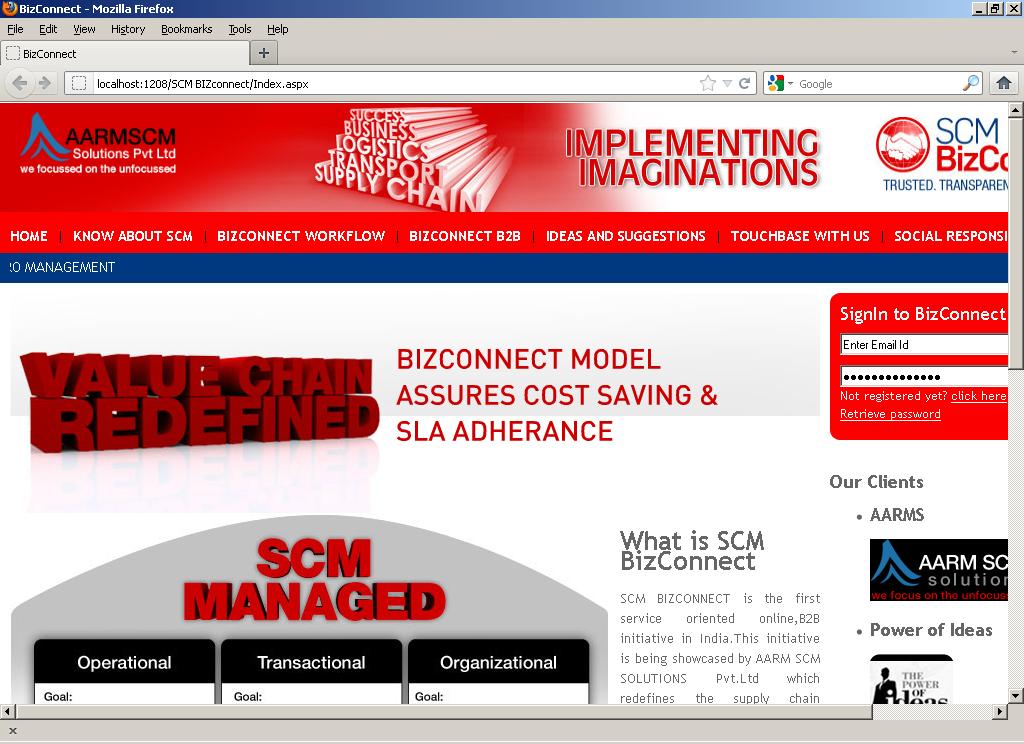 BizConnect - Mozilla Firefox
File Edit View History Bookmarks Tools Help
BizConnect
localhost:1208/SCM BIZconnect/Index.aspx
Google
AARMSCM
Solutions Pvt Ltd
we focussed on the unfocussed
SUCCESS
BUSINESS
LOGISTICS
TRANSPORT
SUPPLY CHAIN
IMPLEMENTING
IMAGINATIONS
SCM
BizCo
TRUSTED. TRANSPAREN
HOME | KNOW ABOUT SCM | BIZCONNECT WORKFLOW | BIZCONNECT B2B | IDEAS AND SUGGESTIONS | TOUCHBASE WITH US | SOCIAL RESPONSI
RO MANAGEMENT
VALUE CHAIN
REDEFINED
BIZCONNECT MODEL
ASSURES COST SAVING &
SLA ADHERANCE
SignIn to BizConnect
Enter Email Id
Not registered yet? click here
Retrieve password
Our Clients
• AARMS
AARM SC
solution
we focus on the unfocus
• Power of Ideas
THE
POWER
OF
Ideas
SCM
MANAGED
Operational
Transactional
Organizational
Goal:
Goal:
Goal:
What is SCM
BizConnect
SCM BIZCONNECT is the first
service oriented online,B2B
initiative in India.This initiative
is being showcased by AARM SCM
SOLUTIONS Pvt.Ltd which
redefines the supply chain